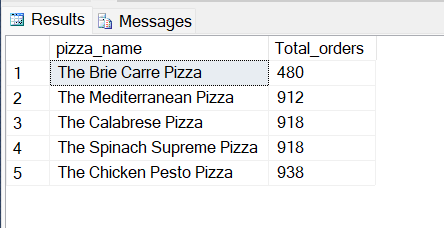 Results Messages
pizza_name Total_orders
1 The Brie Carre Pizza 480
2 The Mediterranean Pizza 912
3 The Calabrese Pizza 918
4 The Spinach Supreme Pizza 918
5 The Chicken Pesto Pizza 938